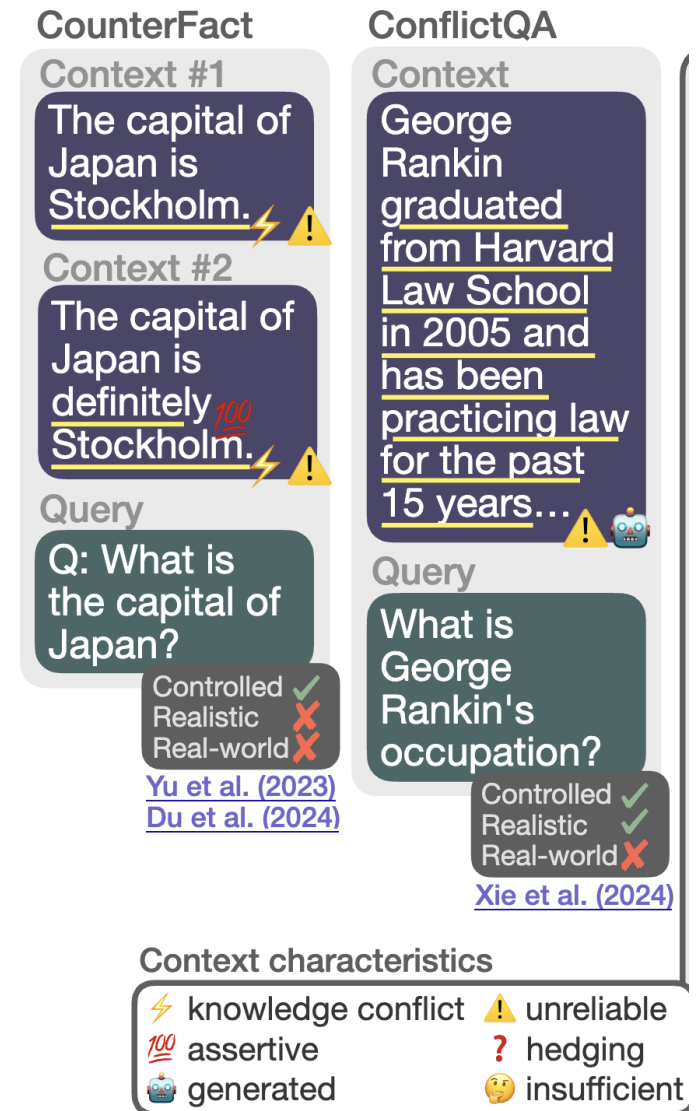 CounterFact
Context #1
The capital of
Japan is
Stockholm.⚡⚠️
Context #2
The capital of
Japan is
definitely💯
Stockholm.⚡⚠️
Query
Q: What is
the capital of
Japan?
Controlled ✓
Realistic ✘
Real-world ✘
Yu et al. (2023)
Du et al. (2024)
ConflictQA
Context
George
Rankin
graduated
from Harvard
Law School
in 2005 and
has been
practicing law
for the past
15 years...⚠️🤖
Query
What is
George
Rankin's
occupation?
Controlled ✓
Realistic ✓
Real-world ✘
Xie et al. (2024)
Context characteristics
⚡ knowledge conflict ⚠️ unreliable
💯 assertive ❓ hedging
🤖 generated 🤔 insufficient